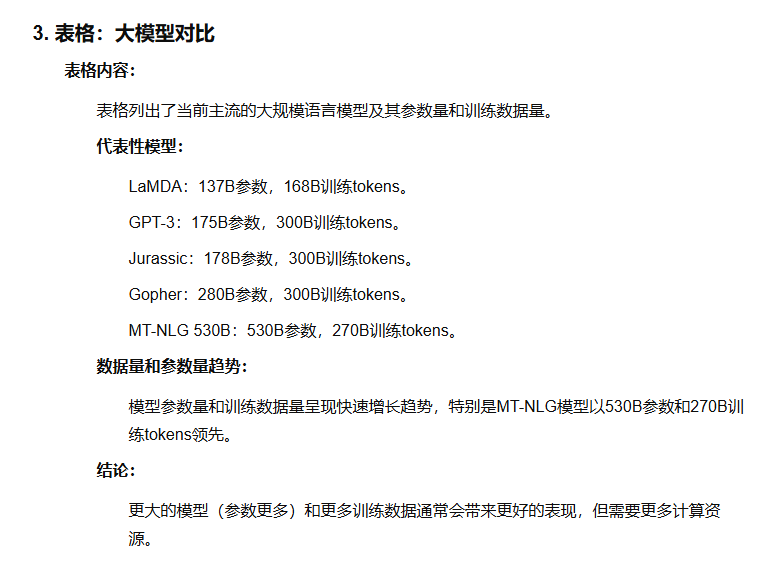 3. 表格：大模型对比
表格内容：
表格列出了当前主流的大规模语言模型及其参数量和训练数据量。
代表性模型：
LaMDA：137B参数，168B训练tokens。
GPT-3：175B参数，300B训练tokens。
Jurassic：178B参数，300B训练tokens。
Gopher：280B参数，300B训练tokens。
MT-NLG 530B：530B参数，270B训练tokens。
数据量和参数量趋势：
模型参数量和训练数据量呈现快速增长趋势，特别是MT-NLG模型以530B参数和270B训
练tokens领先。
结论：
更大的模型（参数更多）和更多训练数据通常会带来更好的表现，但需要更多计算资
源。